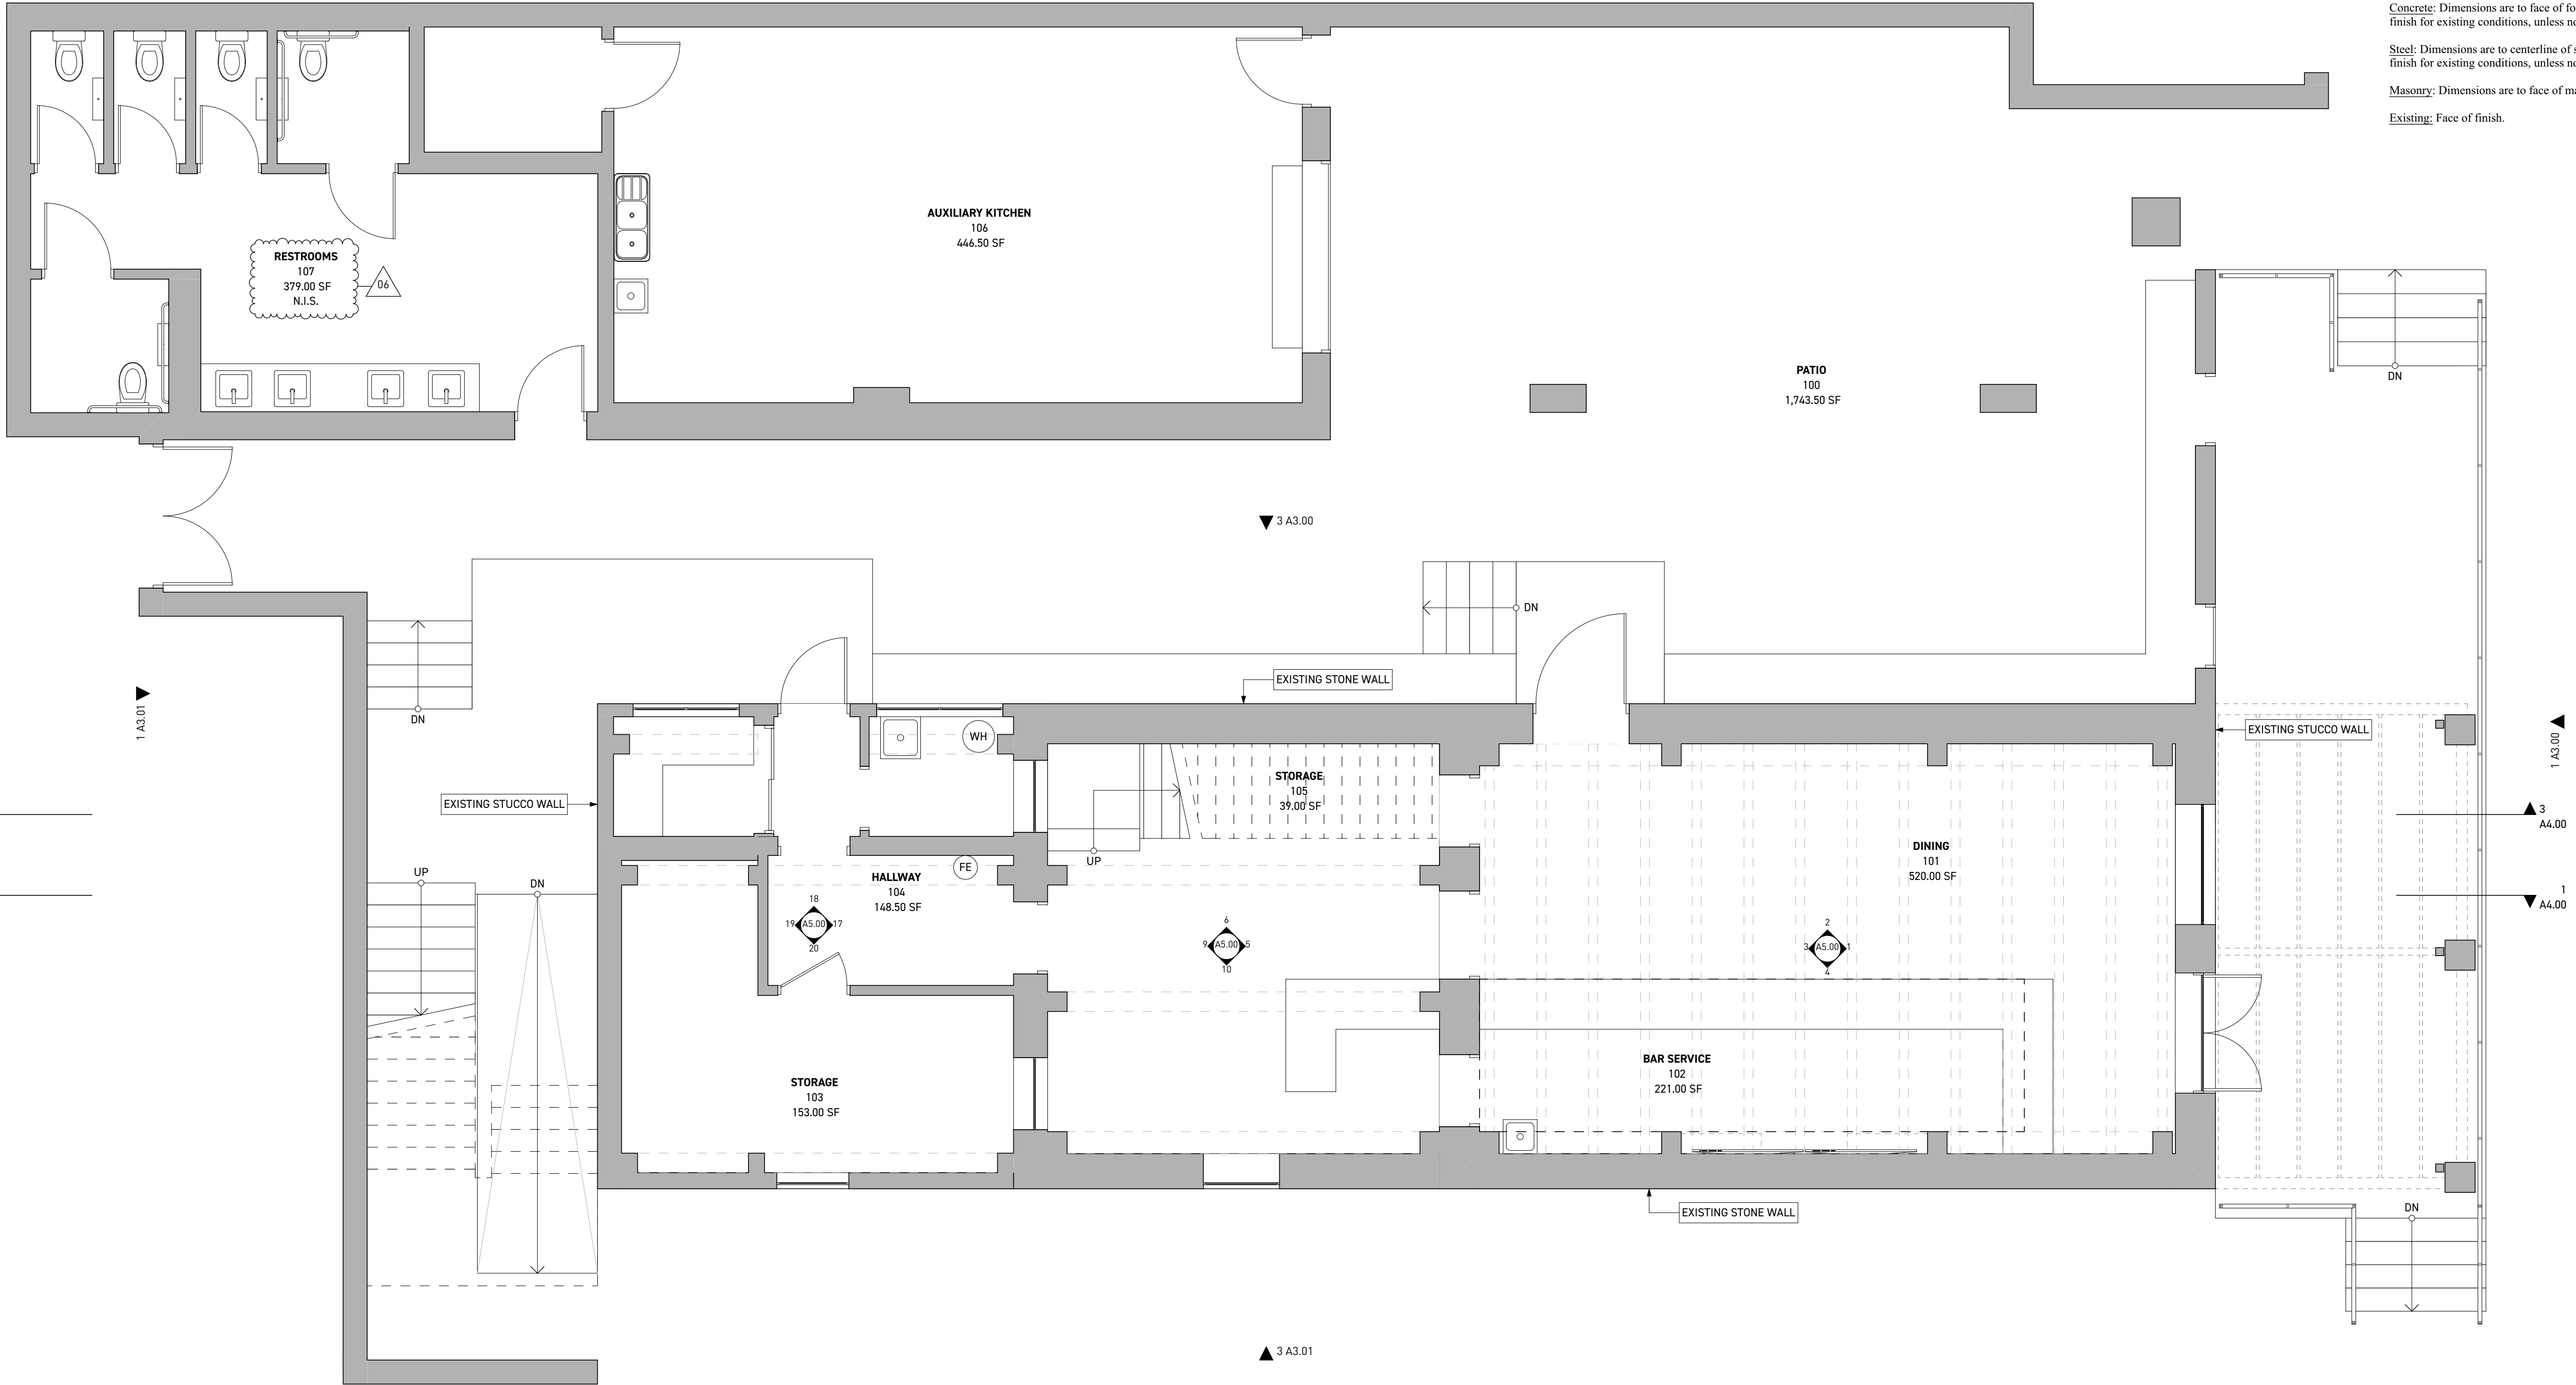 Concrete: Dimensions are to face of fo
finish for existing conditions, unless no
Steel: Dimensions are to centerline of s
finish for existing conditions, unless no
Masonry: Dimensions are to face of ma
Existing: Face of finish.
AUXILIARY KITCHEN
106
446.50 SF
RESTROOMS
107
379.00 SF
N.I.S.
06
PATIO
100
1,743.50 SF
DN
3 A3.00
DN
EXISTING STONE WALL
1 A3.01
DN
WH
EXISTING STUCCO WALL
1 A3.00
STORAGE
105
39.00 SF
EXISTING STUCCO WALL
3
A4.00
UP
DINING
101
520.00 SF
FE
HALLWAY
104
148.50 SF
UP
DN
1
A4.00
18
19 A5.00 17
20
6
9 A5.00 5
10
2
3 A5.00 1
4
BAR SERVICE
102
221.00 SF
STORAGE
103
153.00 SF
EXISTING STONE WALL
DN
3 A3.01